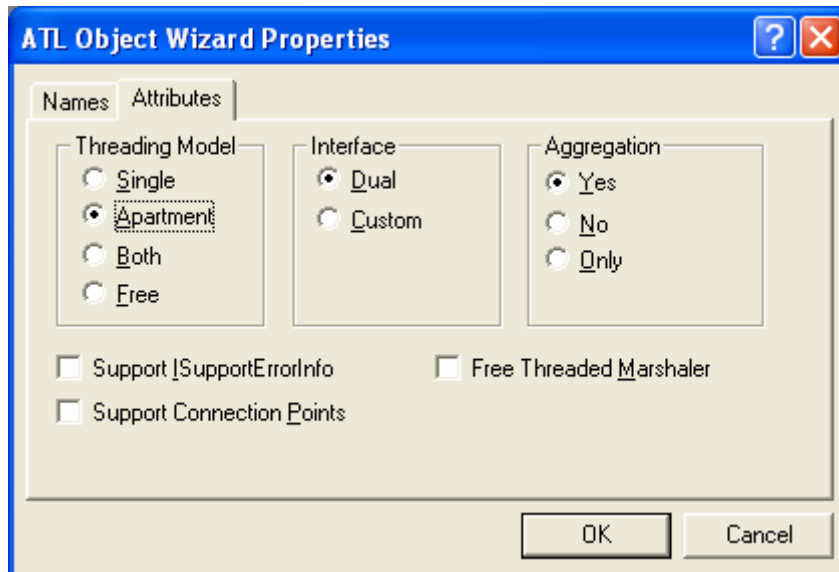 ATL Object Wizard Properties
Names Attributes
Threading Model
Single
Apartment
Both
Free
Interface
Dual
Custom
Aggregation
Yes
No
Only
Support ISupportErrorInfo
Free Threaded Marshaler
Support Connection Points
OK Cancel